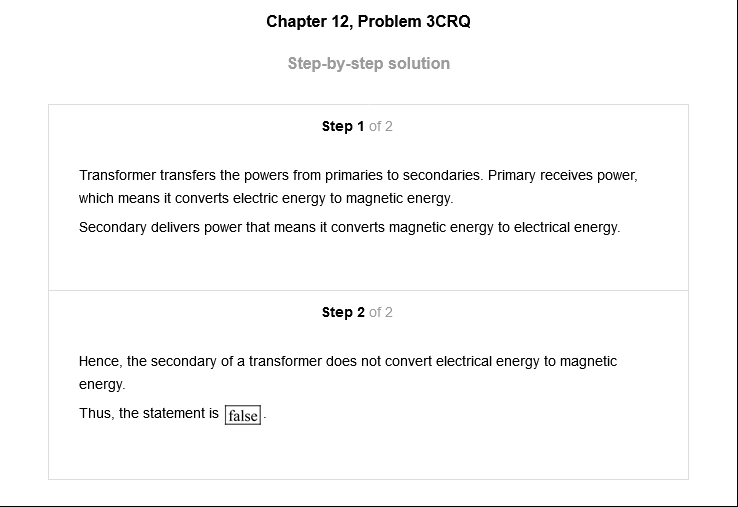 Chapter 12, Problem 3CRQ
Step-by-step solution
Step 1 of 2
Transformer transfers the powers from primaries to secondaries. Primary receives power,
which means it converts electric energy to magnetic energy.
Secondary delivers power that means it converts magnetic energy to electrical energy.
Step 2 of 2
Hence, the secondary of a transformer does not convert electrical energy to magnetic
energy.
Thus, the statement is false.